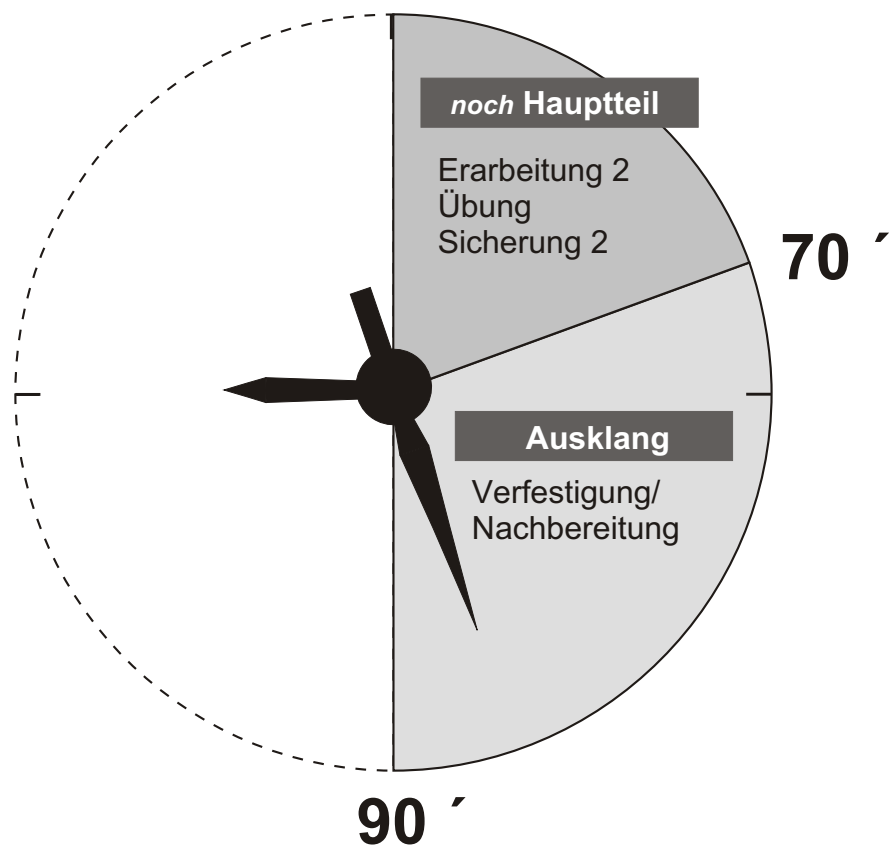 noch Hauptteil
Erarbeitung 2
Übung
Sicherung 2
70 ´
Ausklang
Verfestigung/
Nachbereitung
90 ´